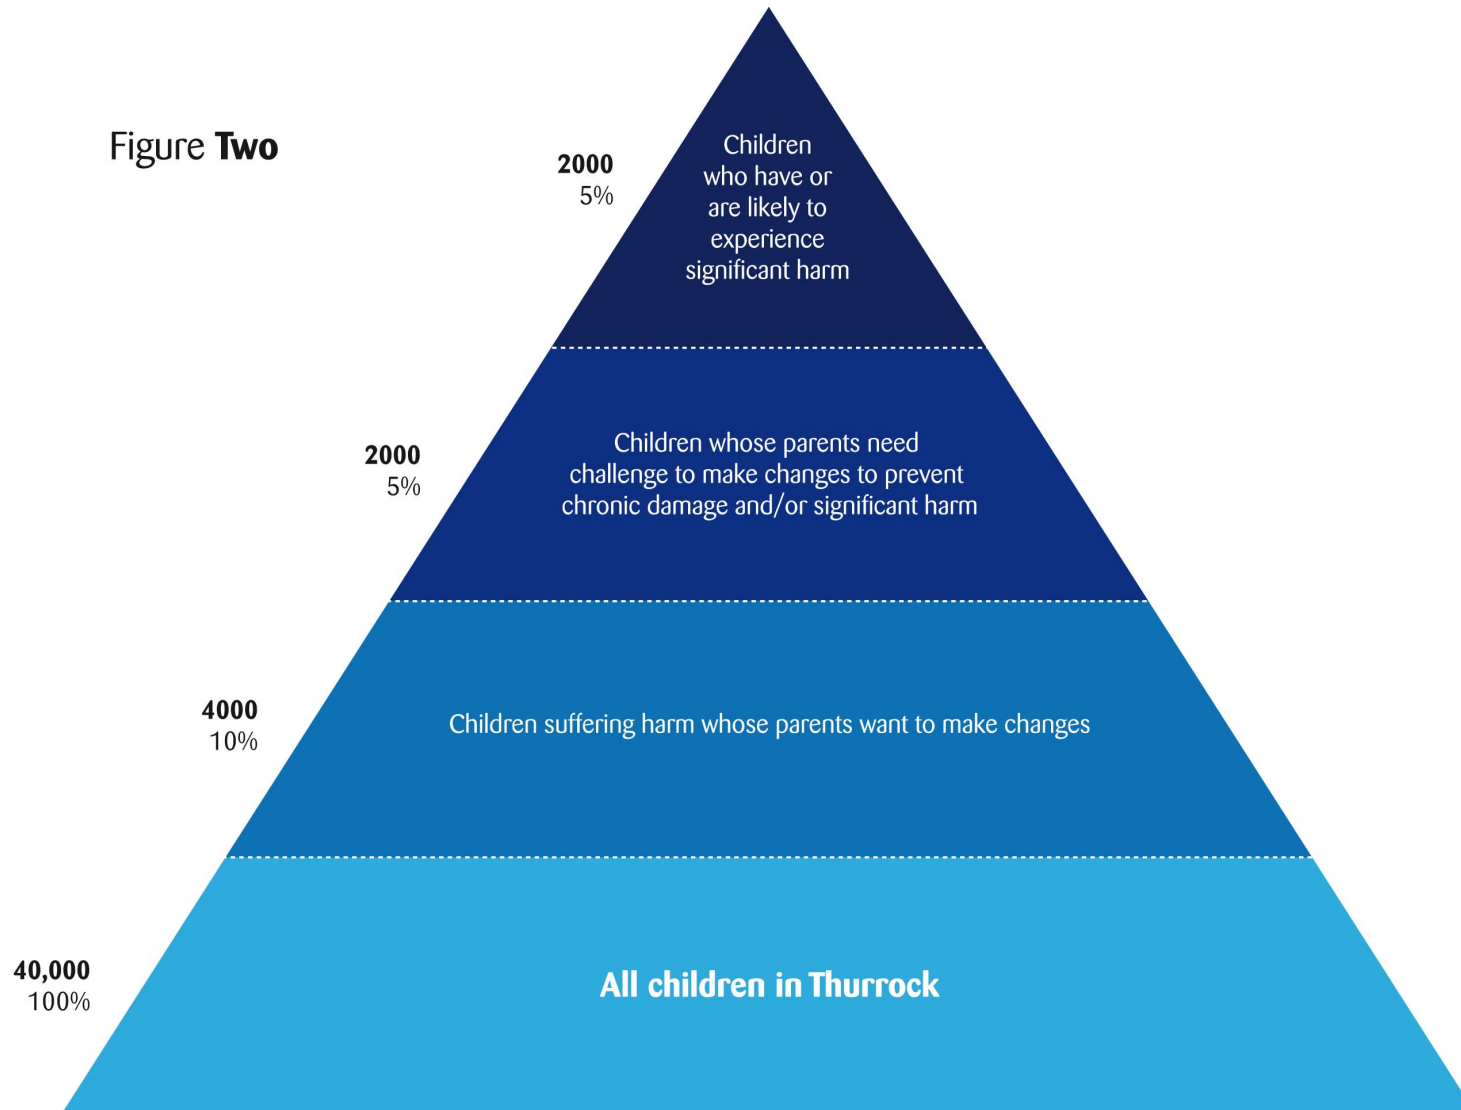 Figure Two
2000
5%
Children
who have or
are likely to
experience
significant harm
2000
5%
Children whose parents need
challenge to make changes to prevent
chronic damage and/or significant harm
4000
10%
Children suffering harm whose parents want to make changes
40,000
100%
All children in Thurrock